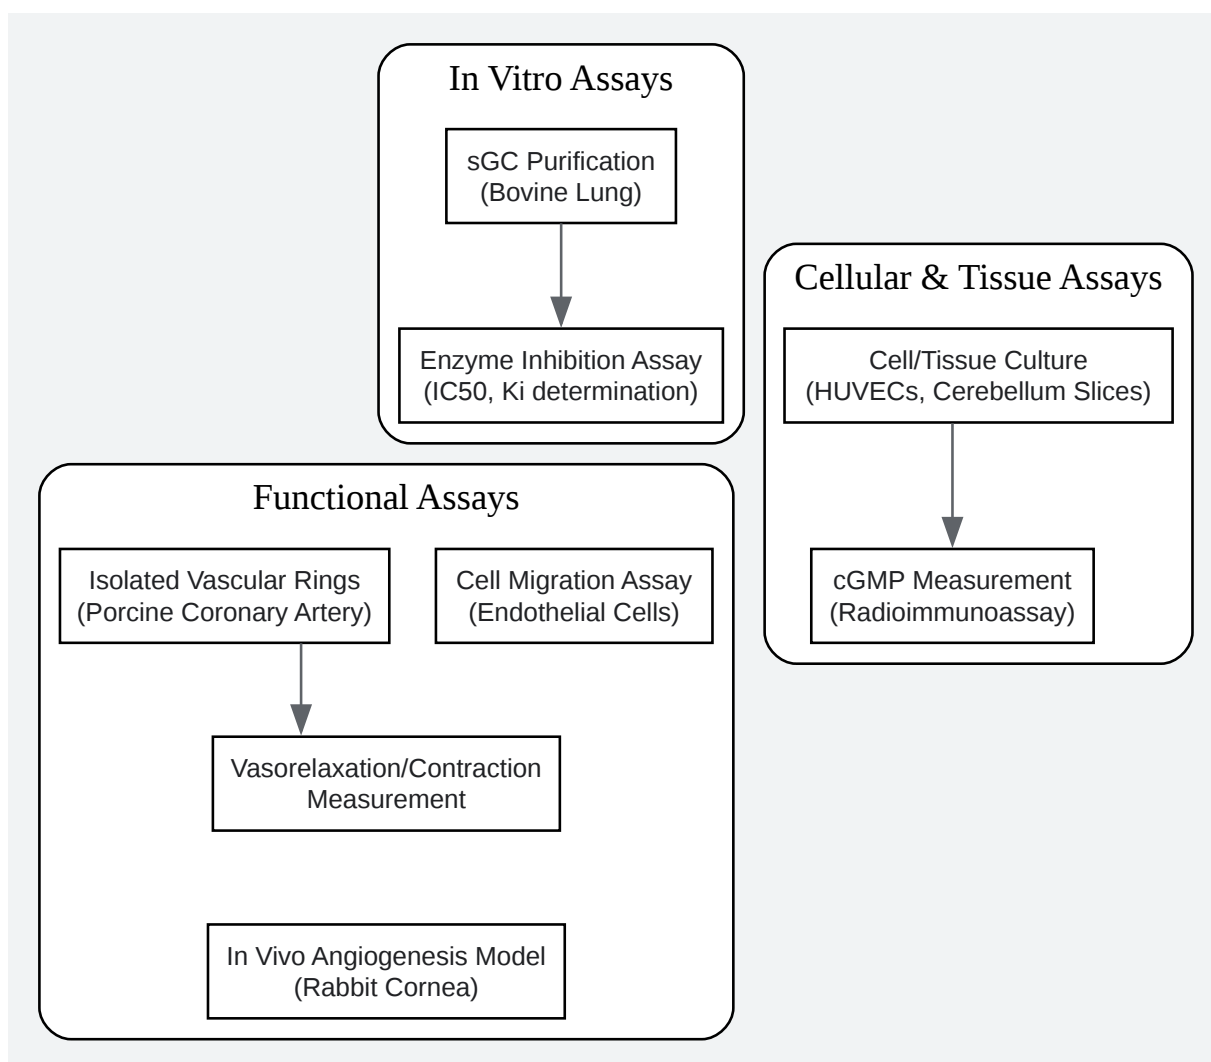 In Vitro Assays
sGC Purification
(Bovine Lung)
Enzyme Inhibition Assay
(IC50, Ki determination)
Cellular & Tissue Assays
Cell/Tissue Culture
(HUVECs, Cerebellum Slices)
cGMP Measurement
(Radioimmunoassay)
Functional Assays
Isolated Vascular Rings
(Porcine Coronary Artery)
Cell Migration Assay
(Endothelial Cells)
Vasorelaxation/Contraction
Measurement
In Vivo Angiogenesis Model
(Rabbit Cornea)